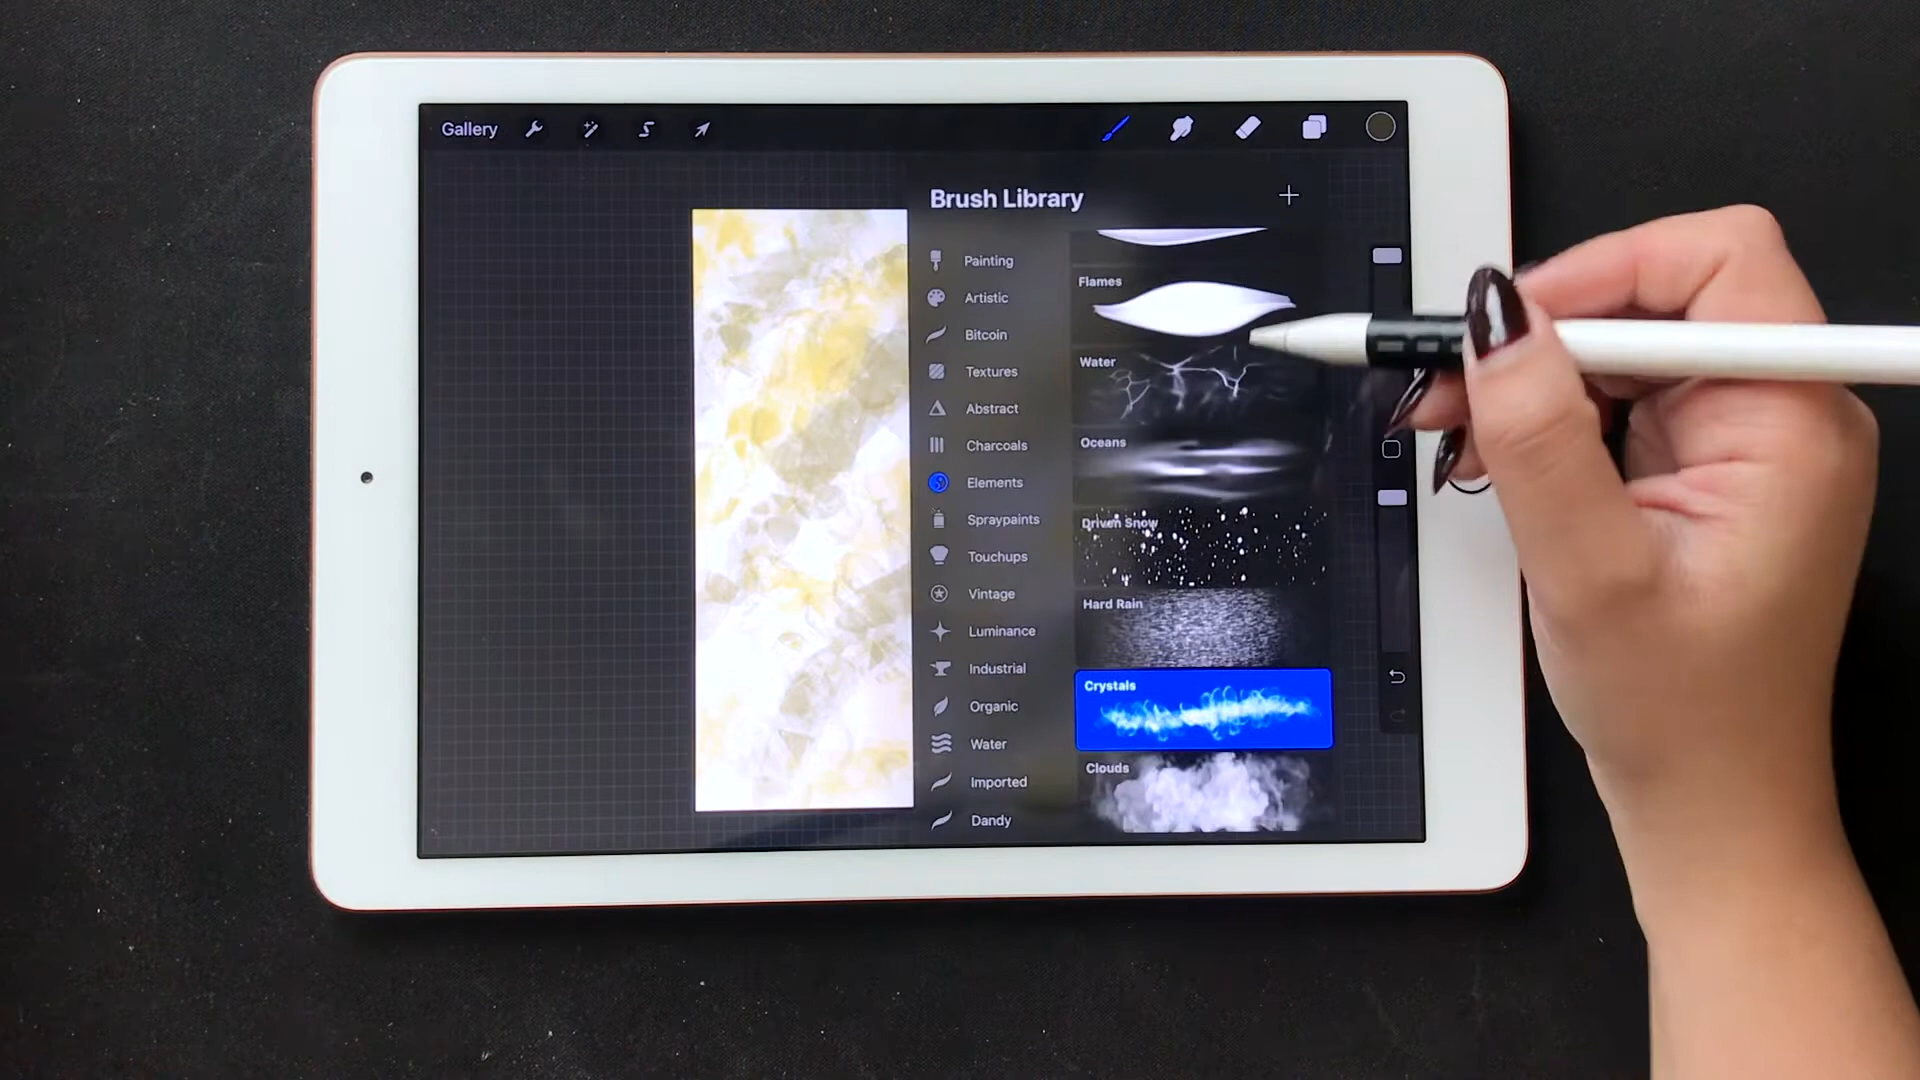 Gallery
Brush Library
Painting
Artistic
Bitcoin
Textures
Abstract
Charcoals
Elements
Spraypaints
Touchups
Vintage
Luminance
Industrial
Organic
Water
Imported
Dandy
Flames
Water
Oceans
Driven Snow
Hard Rain
Crystals
Clouds